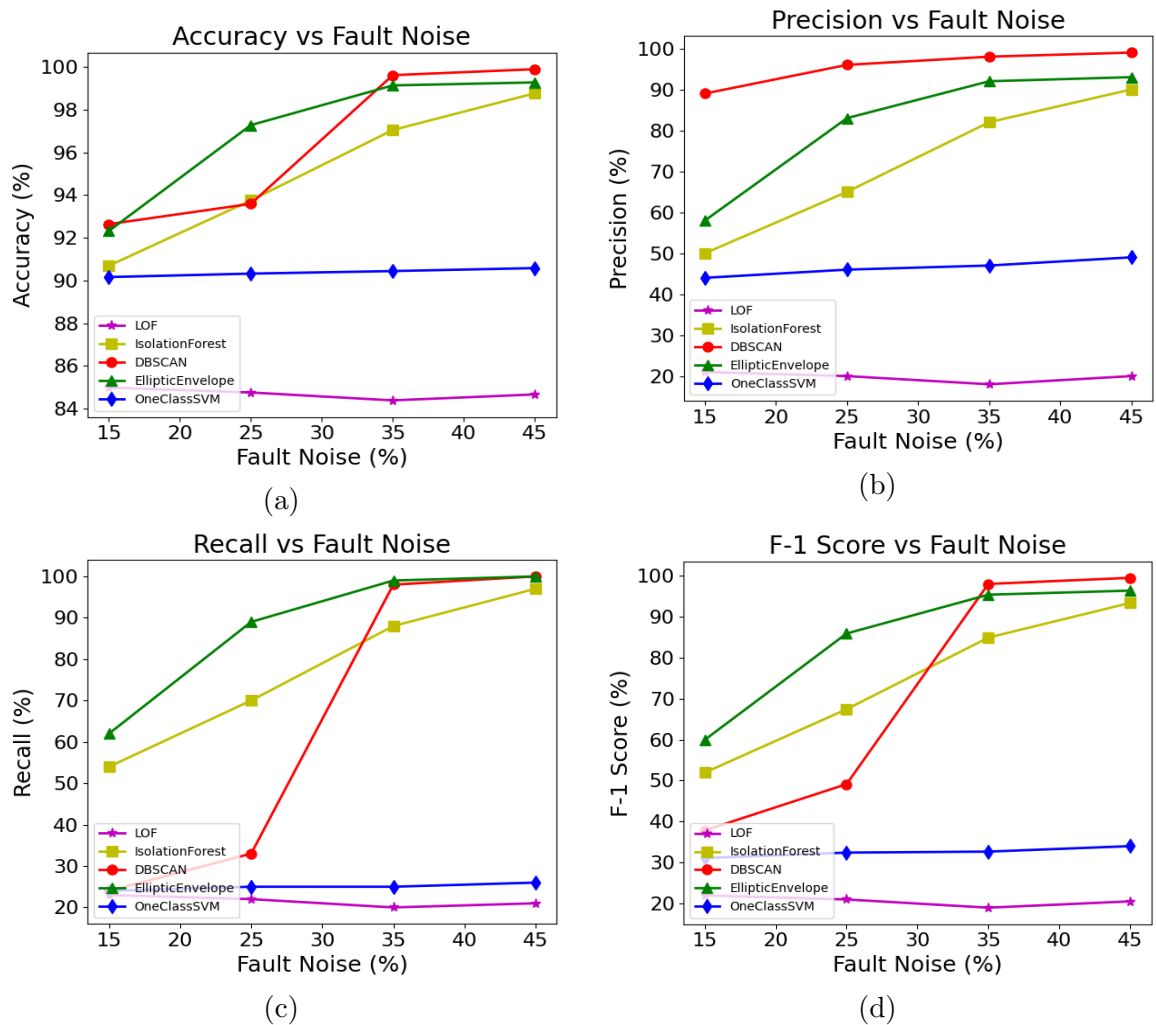 Accuracy vs Fault Noise
100
98
96
94
92
90
88
86
84
Accuracy (%)
LOF
IsolationForest
DBSCAN
EllipticEnvelope
OneClassSVM
15 20 25 30 35 40 45
Fault Noise (%)
(a)
Precision vs Fault Noise
100
90
80
70
60
50
40
30
20
Precision (%)
LOF
IsolationForest
DBSCAN
EllipticEnvelope
OneClassSVM
15 20 25 30 35 40 45
Fault Noise (%)
(b)
Recall vs Fault Noise
100
90
80
70
60
50
40
30
20
Recall (%)
LOF
IsolationForest
DBSCAN
EllipticEnvelope
OneClassSVM
15 20 25 30 35 40 45
Fault Noise (%)
(c)
F-1 Score vs Fault Noise
100
90
80
70
60
50
40
30
20
F-1 Score (%)
LOF
IsolationForest
DBSCAN
EllipticEnvelope
OneClassSVM
15 20 25 30 35 40 45
Fault Noise (%)
(d)